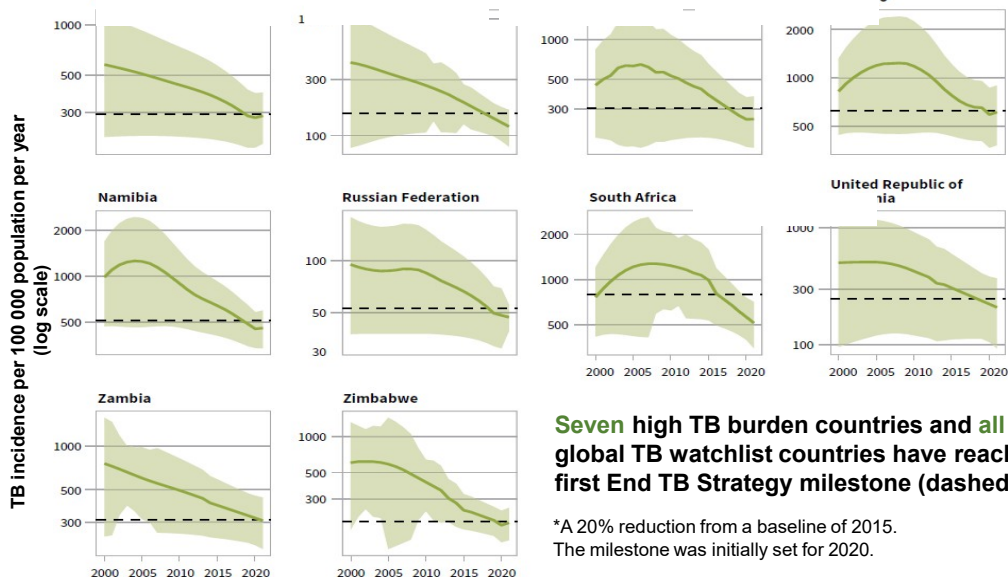 TB incidence per 100 000 population per year
(log scale)
1000
500
300
1
300
100
1000
500
300
2000
1000
500
Namibia
2000
1000
500
Russian Federation
100
50
30
South Africa
2000
1000
500
2000 2005 2010 2015 2020
United Republic of
nia
1000
300
100
2000 2005 2010 2015 2020
Zambia
1000
500
300
2000 2005 2010 2015 2020
Zimbabwe
1000
500
300
2000 2005 2010 2015 2020
Seven high TB burden countries and all
global TB watchlist countries have reach
first End TB Strategy milestone (dashed
*A 20% reduction from a baseline of 2015.
The milestone was initially set for 2020.